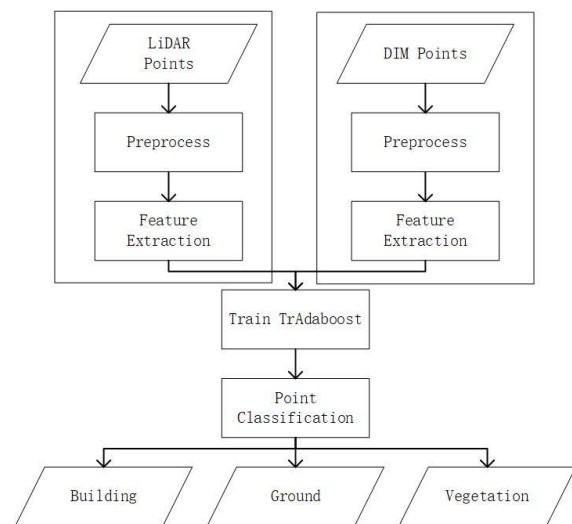 LiDAR
Points
DIM Points
Preprocess
Preprocess
Feature
Extraction
Feature
Extraction
Train TrAdaboost
Point
Classification
Building
Ground
Vegetation